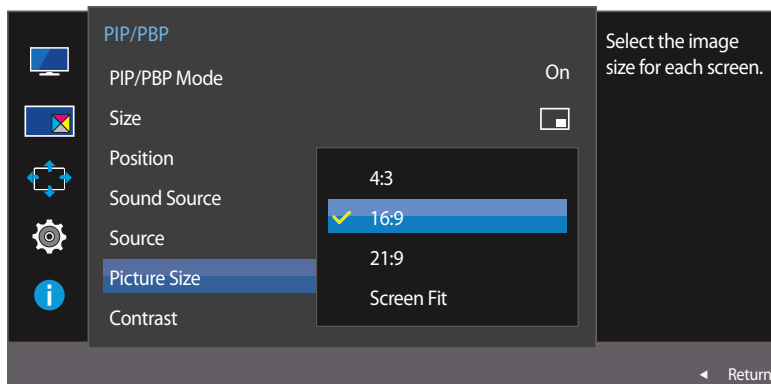 PIP/PBP
PIP/PBP Mode On
Size
Position
Sound Source
Source
Picture Size
Contrast
4:3
16:9
21:9
Screen Fit
Select the image
size for each screen.
Return